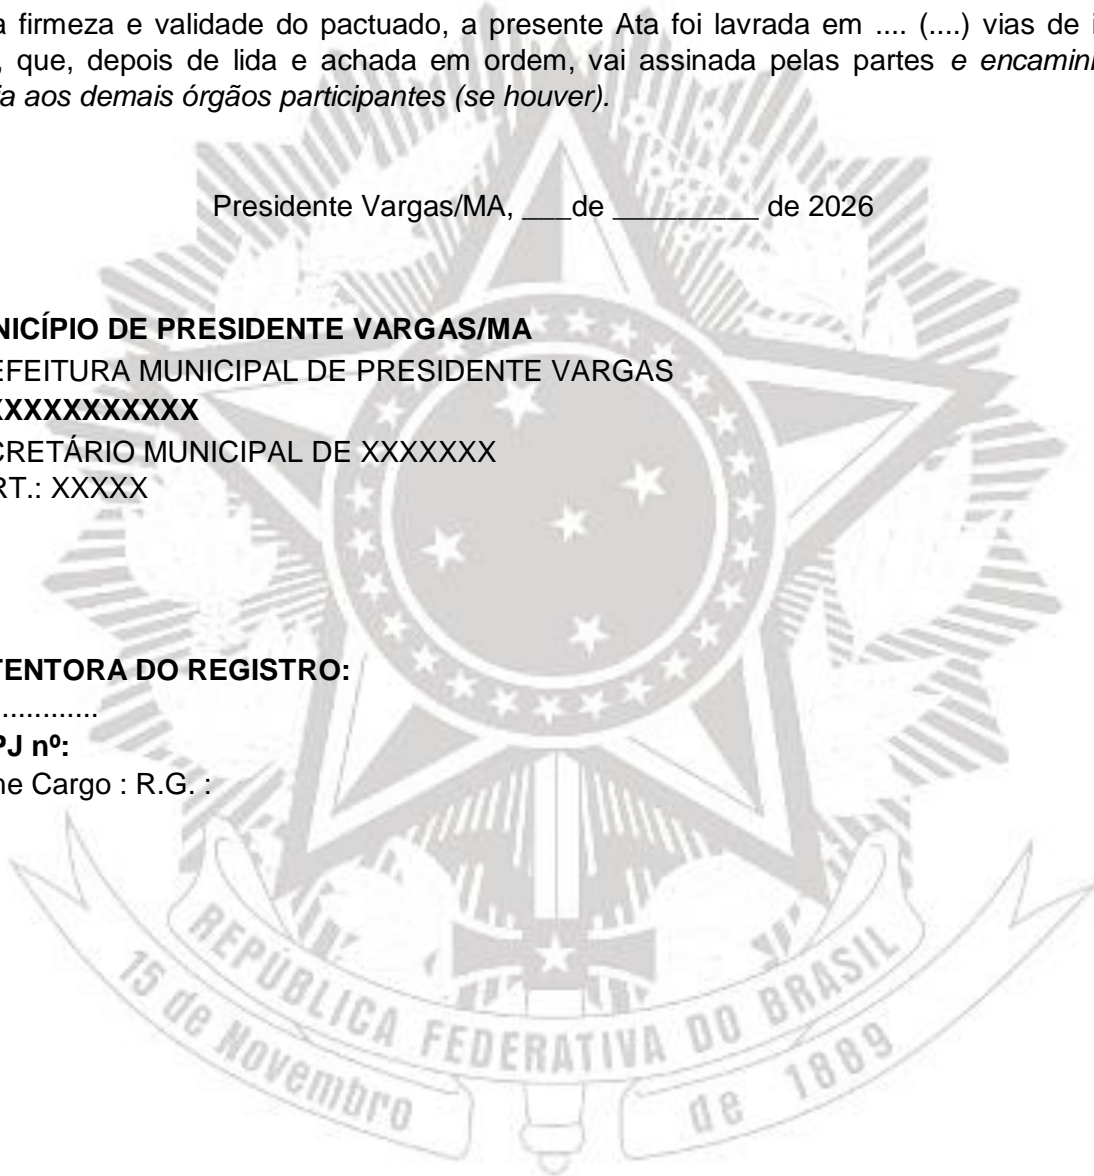 a firmeza e validade do pactuado, a presente Ata foi lavrada em .... (....) vias de i
, que, depois de lida e achada em ordem, vai assinada pelas partes e encamin
ia aos demais órgãos participantes (se houver).
Presidente Vargas/MA, ___de _________ de 2026
NICÍPIO DE PRESIDENTE VARGAS/MA
EFEITURA MUNICIPAL DE PRESIDENTE VARGAS
XXXXXXXXXXX
CRETÁRIO MUNICIPAL DE XXXXXXX
RT.: XXXXX
TENTORA DO REGISTRO:
............
PJ nº:
ne Cargo : R.G. :
REPÚBLICA FEDERATIVA DO BRASIL
15 de Novembro de 1889